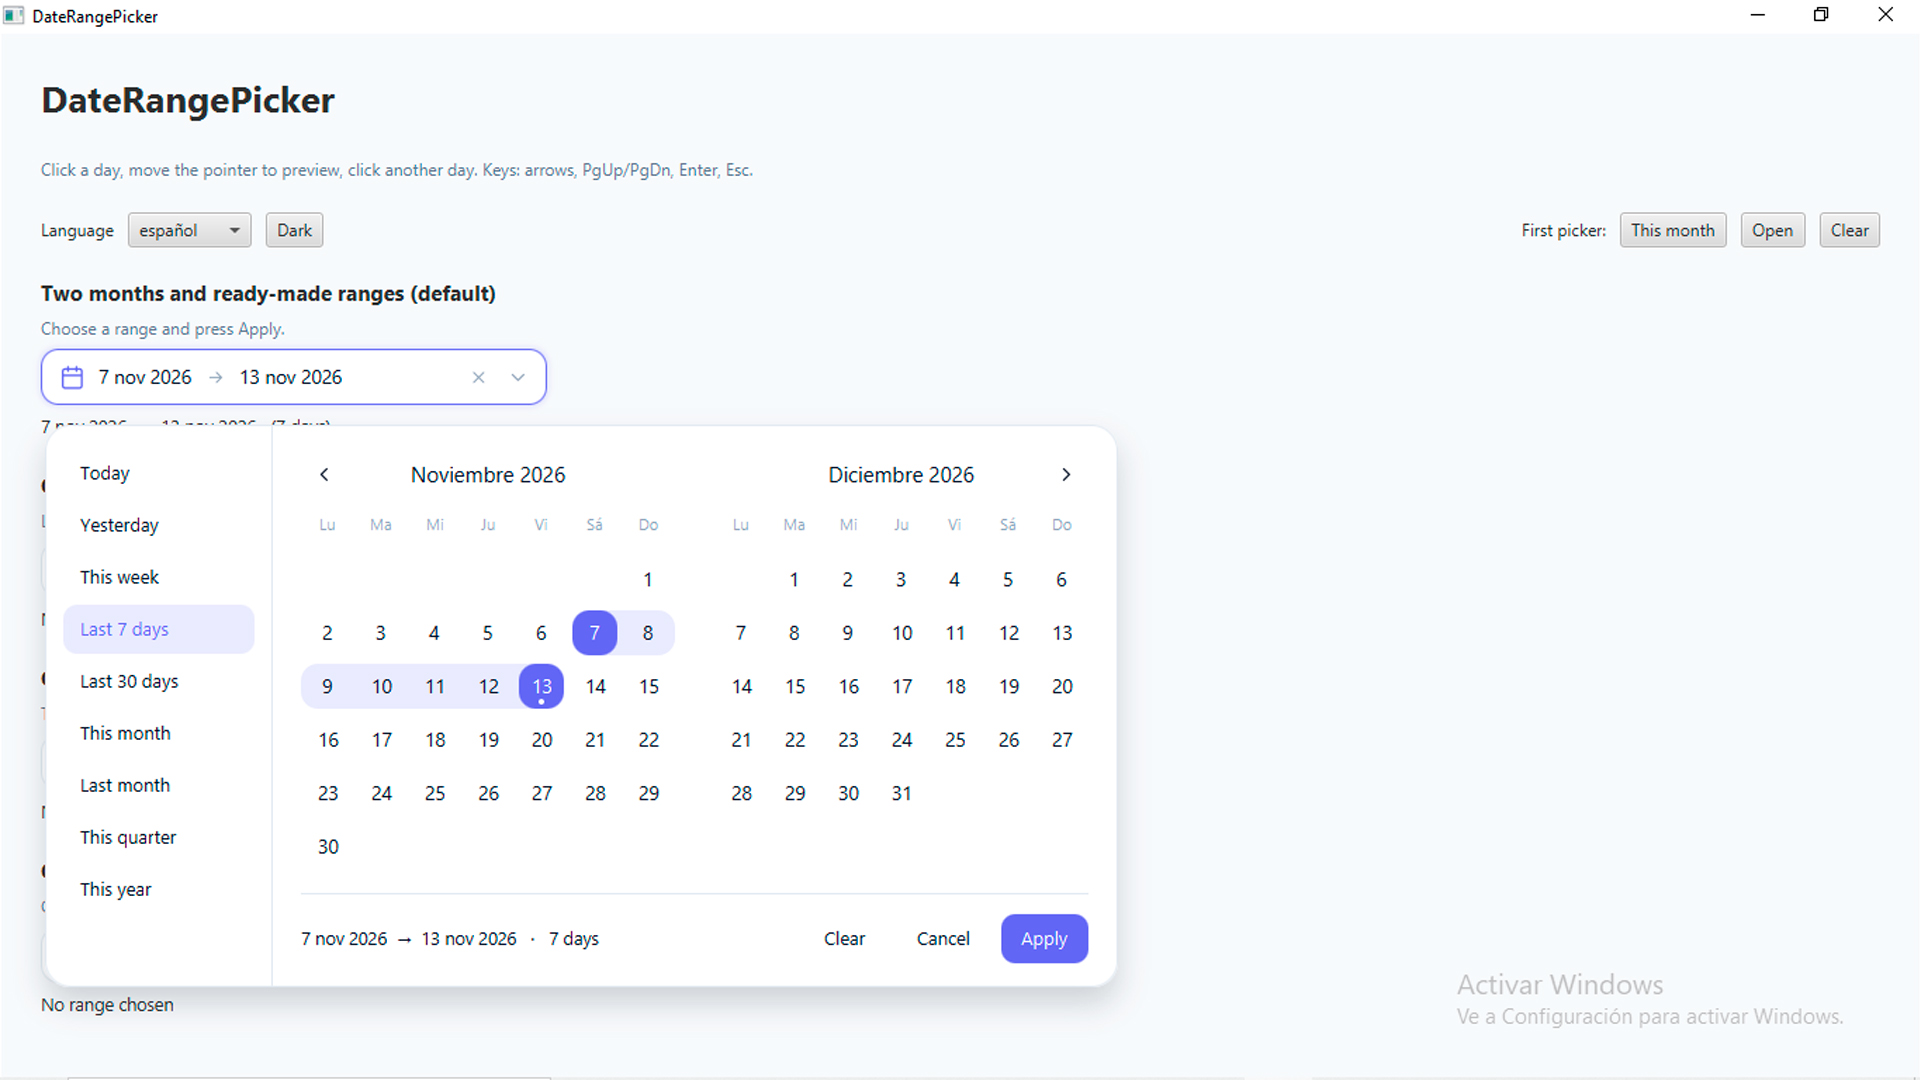 DateRangePicker
DateRangePicker
Click a day, move the pointer to preview, click another day. Keys: arrows, PgUp/PgDn, Enter, Esc.
Language español Dark First picker: This month Open Clear
Two months and ready-made ranges (default)
Choose a range and press Apply.
7 nov 2026 → 13 nov 2026
Today
Yesterday
This week
Last 7 days
Last 30 days
This month
Last month
This quarter
This year
Noviembre 2026
Lu Ma Mi Ju Vi Sá Do
1
2 3 4 5 6 7 8
9 10 11 12 13 14 15
16 17 18 19 20 21 22
23 24 25 26 27 28 29
30
Diciembre 2026
Lu Ma Mi Ju Vi Sá Do
1 2 3 4 5 6
7 8 9 10 11 12 13
14 15 16 17 18 19 20
21 22 23 24 25 26 27
28 29 30 31
7 nov 2026 → 13 nov 2026 · 7 days
Clear Cancel Apply
No range chosen
Activar Windows
Ve a Configuración para activar Windows.